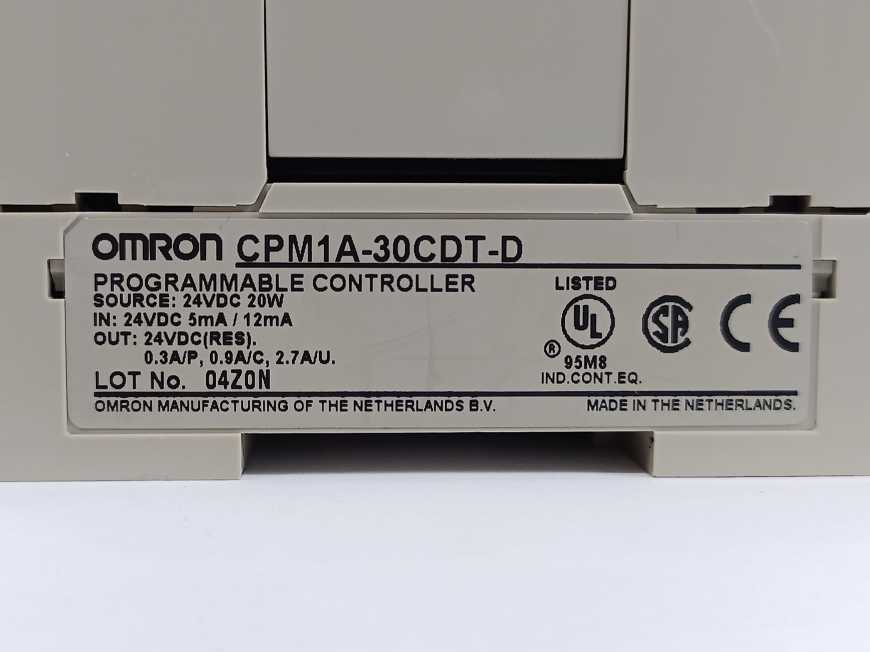 OMRON CPM1A-30CDT-D
PROGRAMMABLE CONTROLLER
SOURCE: 24VDC 20W
IN: 24VDC 5mA / 12mA
OUT: 24VDC(RES).
0.3A/P, 0.9A/C, 2.7A/U.
LOT No. 04Z0N
LISTED
UL
®
95M8
IND.CONT.EQ.
SA
CE
OMRON MANUFACTURING OF THE NETHERLANDS B.V.
MADE IN THE NETHERLANDS.